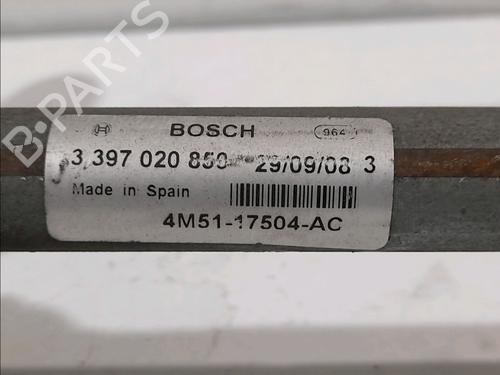 BOSCH 964
3 397 020 850 29/09/08 3
Made in Spain
4M51-17504-AC
B-PARTS